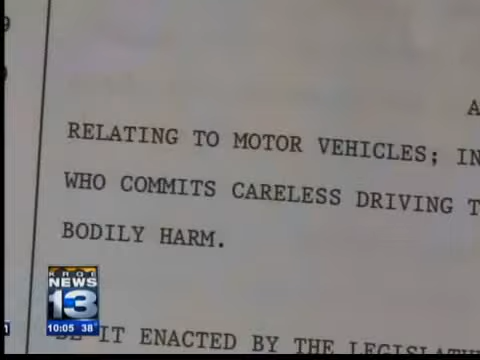 A
RELATING TO MOTOR VEHICLES; IN
WHO COMMITS CARELESS DRIVING T
BODILY HARM.
IT ENACTED BY THE
KRQE
NEWS
13
10:05 38°